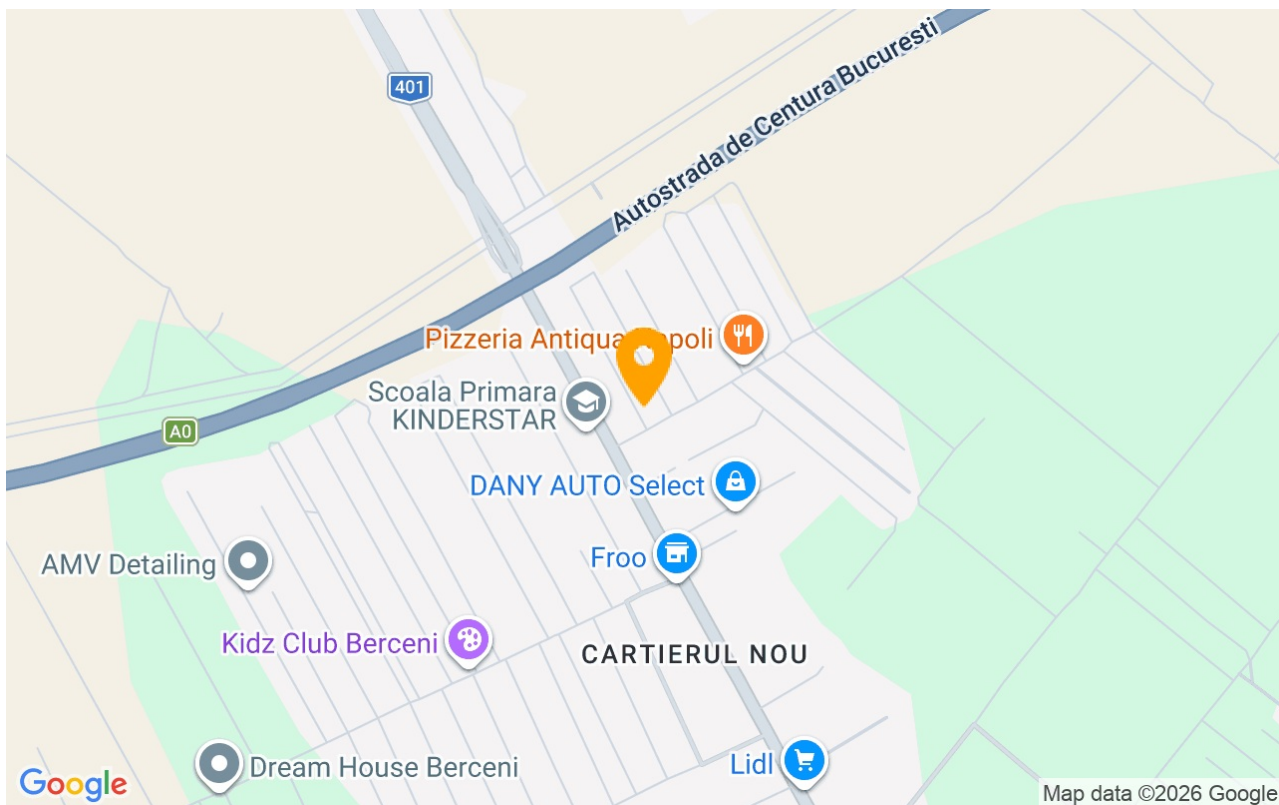 401
Autostrada de Centura Bucuresti
Pizzeria Antiqua
Scoala Primara
KINDERSTAR
A0
DANY AUTO Select
Froo
AMV Detailing
Kidz Club Berceni
CARTIERUL NOU
Dream House Berceni
Lidl
Google
Map data ©2026 Google